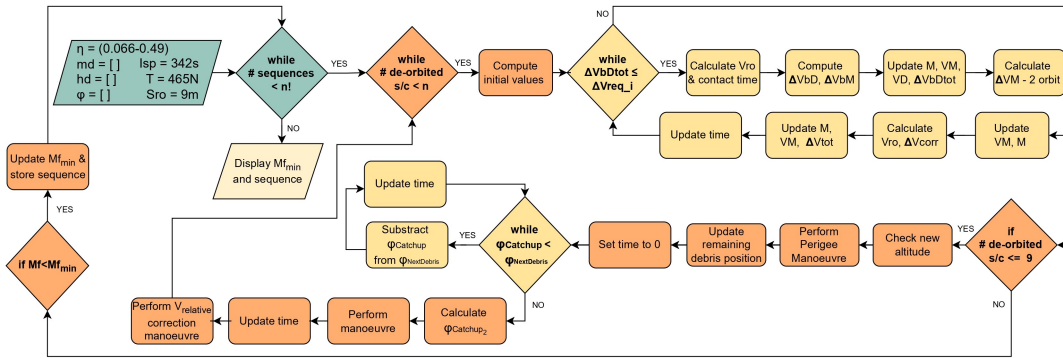 η = (0.066-0.49)
md = [ ] Isp = 342s
hd = [ ] T = 465N
φ = [ ] Sro = 9m
while
# sequences
< n!
YES
NO
Display Mfmin
and sequence
while
# de-orbited
s/c < n
YES
Compute
initial values
while
ΔVbDtot ≤
ΔVreq_i
NO
YES
Calculate Vro
& contact time
Compute
ΔVbD, ΔVbM
Update M, VM,
VD, ΔVbDtot
Calculate
ΔVM - 2 orbit
Update time
Update M,
VM, ΔVtot
Calculate
Vro, ΔVcorr
Update
VM, M
if
# de-orbited
s/c <= 9
YES
NO
Check new
altitude
Perform
Perigee
Manoeuvre
Update
remaining
debris position
Set time to 0
while
φCatchup <
φNextDebris
YES
NO
Substract
φCatchup
from φNextDebris
Update time
Calculate
φCatchup2
Perform
manoeuvre
Update time
Perform Vrelative
correction
manoeuvre
if Mf<Mfmin
YES
Update Mfmin &
store sequence